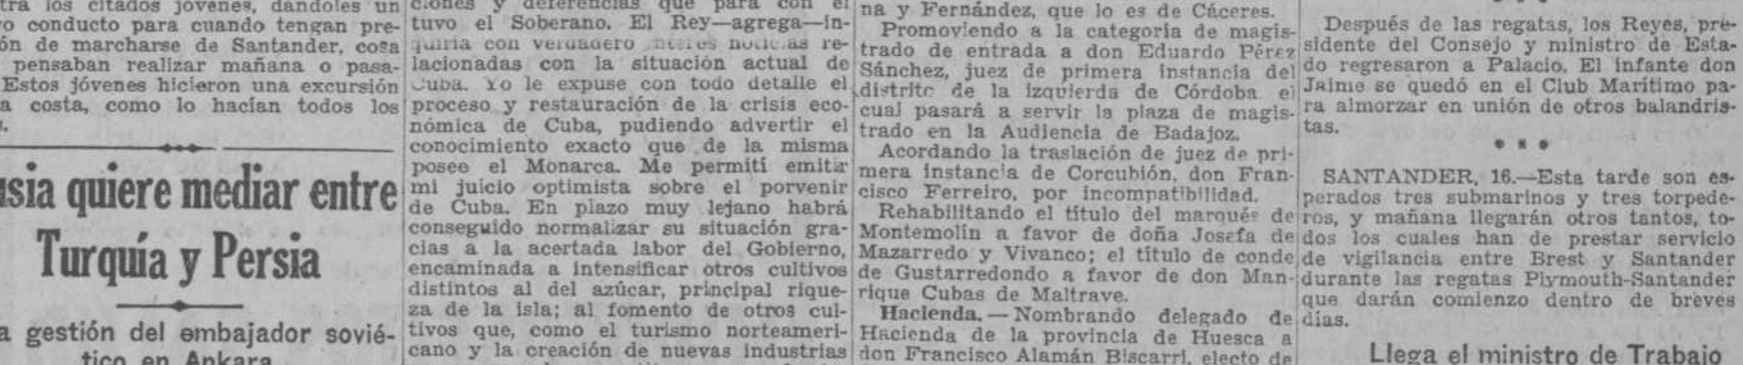 tra los citados jóvenes, dándoles un
o conducto para cuando tengan pre-
ón de marcharse de Santander, cosa
pensaban realizar mañana o pasa-
Estos jóvenes hicieron una excursión
a costa, como lo hacían todos los
s.
sia quiere mediar entre
Turquía y Persia
a gestión del embajador sovié-
tico en Ankara
ciones y deferencias que para con él
tuvo el Soberano. El Rey—agrega—in-
quiría con verdadero interés noticias re-
lacionadas con la situación actual de
Cuba. Yo le expuse con todo detalle el
proceso y restauración de la crisis eco-
nómica de Cuba, pudiendo advertir el
conocimiento exacto que de la misma
posee el Monarca. Me permití emitir
mi juicio optimista sobre el porvenir
de Cuba. En plazo muy lejano habrá
conseguido normalizar su situación gra-
cias a la acertada labor del Gobierno,
encaminada a intensificar otros cultivos
distintos al del azúcar, principal rique-
za de la isla; al fomento de otros cul-
tivos que, como el turismo norteameri-
cano y la creación de nuevas industrias
na y Fernández, que lo es de Cáceres.
Promoviendo a la categoría de magis-
trado de entrada a don Eduardo Pérez
Sánchez, juez de primera instancia del
distrito de la izquierda de Córdoba el
cual pasará a servir la plaza de magis-
trado en la Audiencia de Badajoz.
Acordando la traslación de juez de pri-
mera instancia de Corcubión, don Fran-
cisco Ferreiro, por incompatibilidad.
Rehabilitando el título del marqués de
Montemolín a favor de doña Josefa de
Mazarredo y Vivanco; el título de conde
de Gustarredondo a favor de don Man-
rique Cubas de Maltrave.
Hacienda.—Nombrando delegado de
Hacienda de la provincia de Huesca a
don Francisco Alamán Biscarri, electo de
Después de las regatas, los Reyes, pre-
sidente del Consejo y ministro de Esta-
do regresaron a Palacio. El infante don
Jaime se quedó en el Club Marítimo pa-
ra almorzar en unión de otros balandris-
tas.
* * *
SANTANDER, 16.—Esta tarde son es-
perados tres submarinos y tres torpede-
ros, y mañana llegarán otros tantos, to-
dos los cuales han de prestar servicio
de vigilancia entre Brest y Santander
durante las regatas Plymouth-Santander
que darán comienzo dentro de breves
días.
Llega el ministro de Trabajo